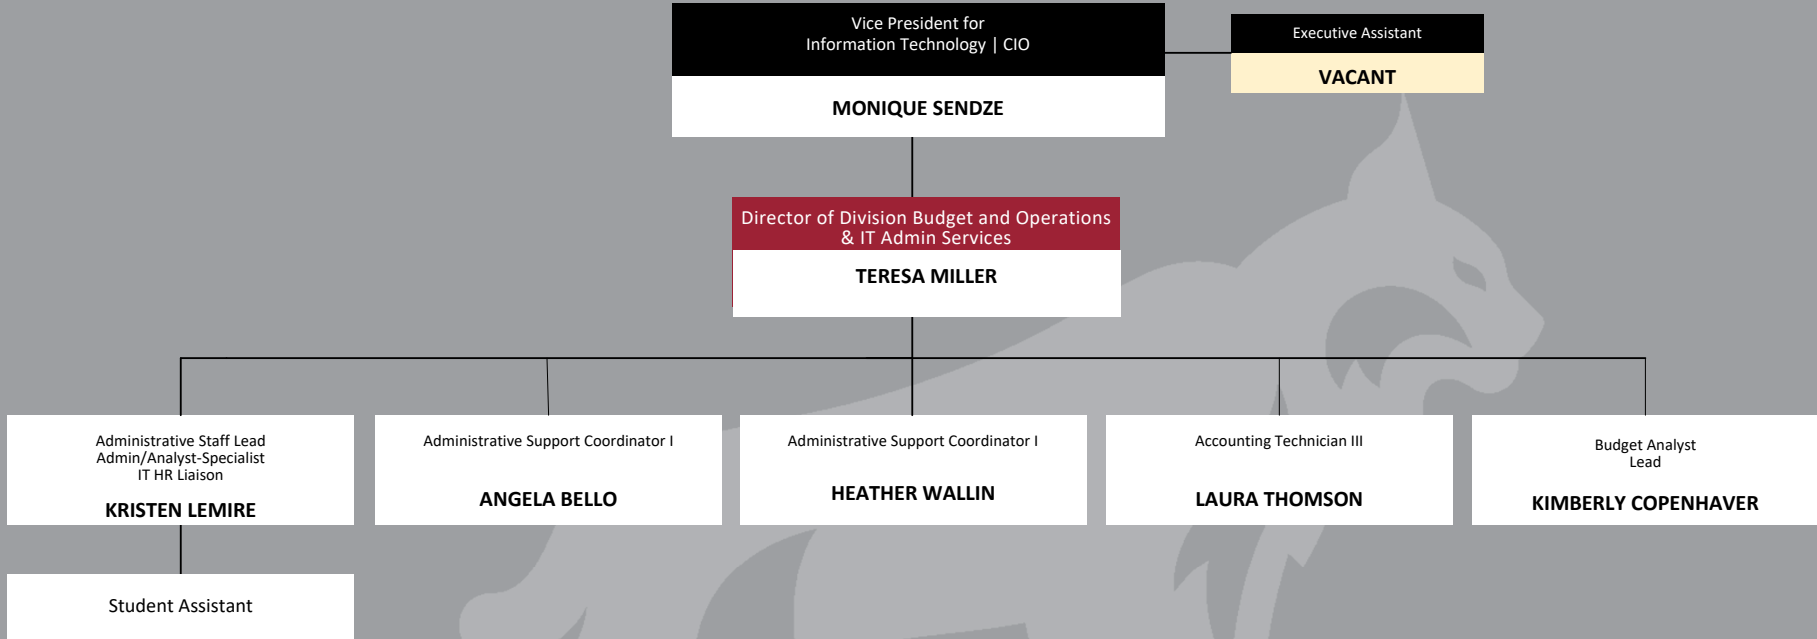 Vice President for
Information Technology | CIO
MONIQUE SENDZE
Executive Assistant
VACANT
Director of Division Budget and Operations
& IT Admin Services
TERESA MILLER
Administrative Staff Lead
Admin/Analyst-Specialist
IT HR Liaison
KRISTEN LEMIRE
Administrative Support Coordinator I
ANGELA BELLO
Administrative Support Coordinator I
HEATHER WALLIN
Accounting Technician III
LAURA THOMSON
Budget Analyst
Lead
KIMBERLY COPENHAVER
Student Assistant